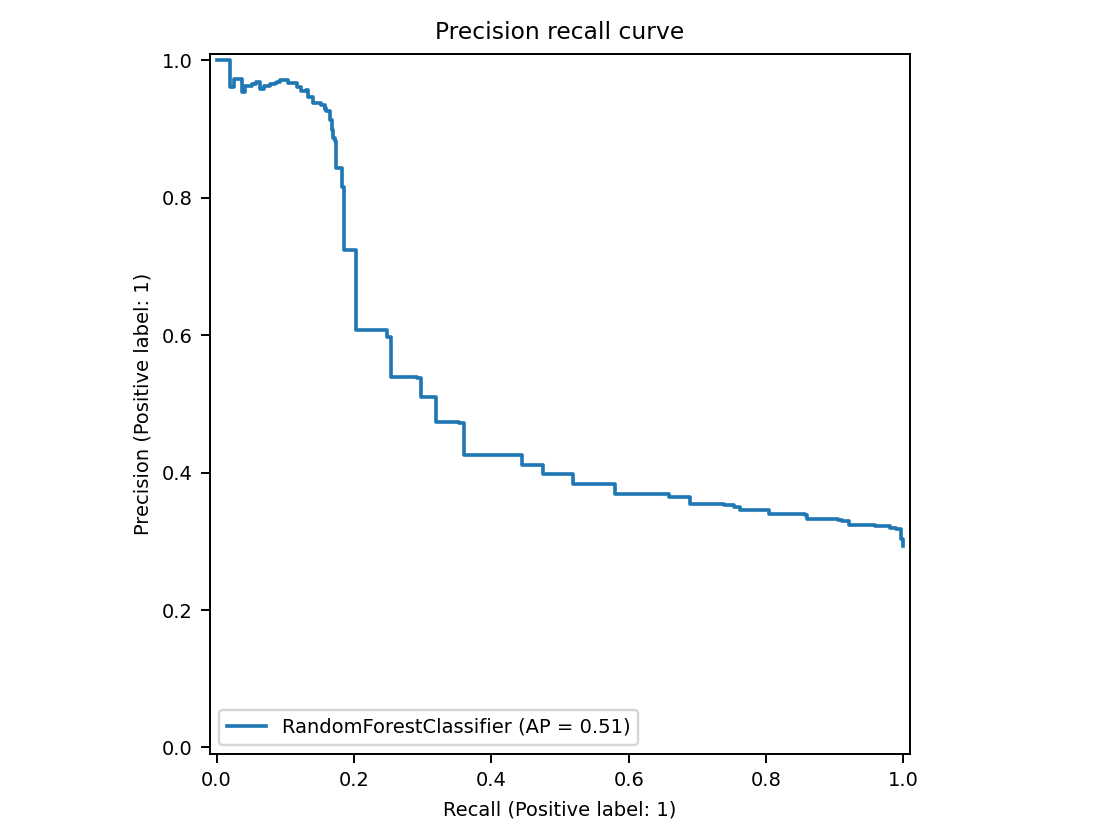 Precision recall curve
1.0
0.8
0.6
0.4
0.2
0.0
Precision (Positive label: 1)
RandomForestClassifier (AP = 0.51)
0.0 0.2 0.4 0.6 0.8 1.0
Recall (Positive label: 1)